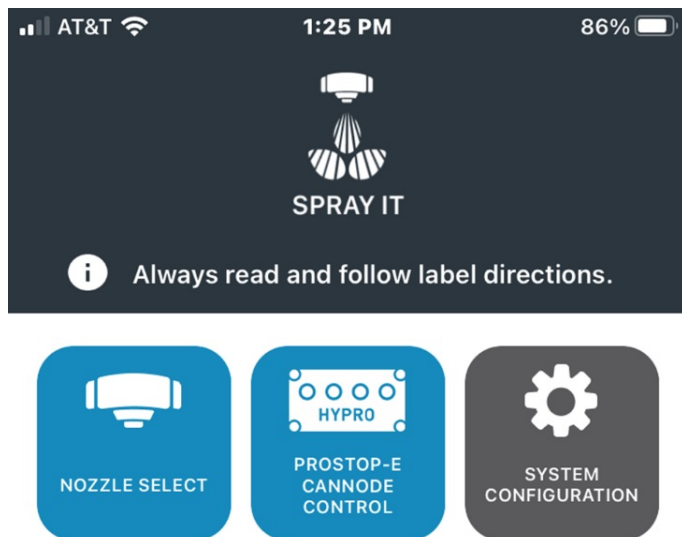 AT&T 1:25 PM 86%
SPRAY IT
i Always read and follow label directions.
NOZZLE SELECT
HYPRO
PROSTOP-E
CANNODE
CONTROL
SYSTEM
CONFIGURATION